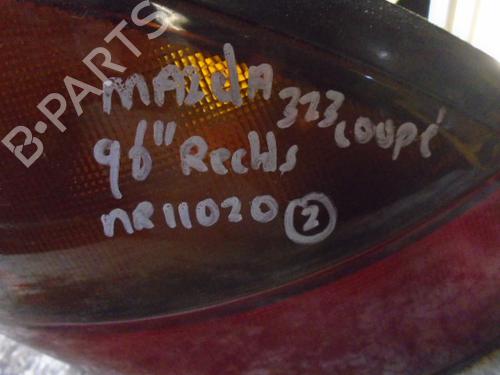 B-PARTS
MAZdA 323 coupé
96" Rechts
NR 11020 2